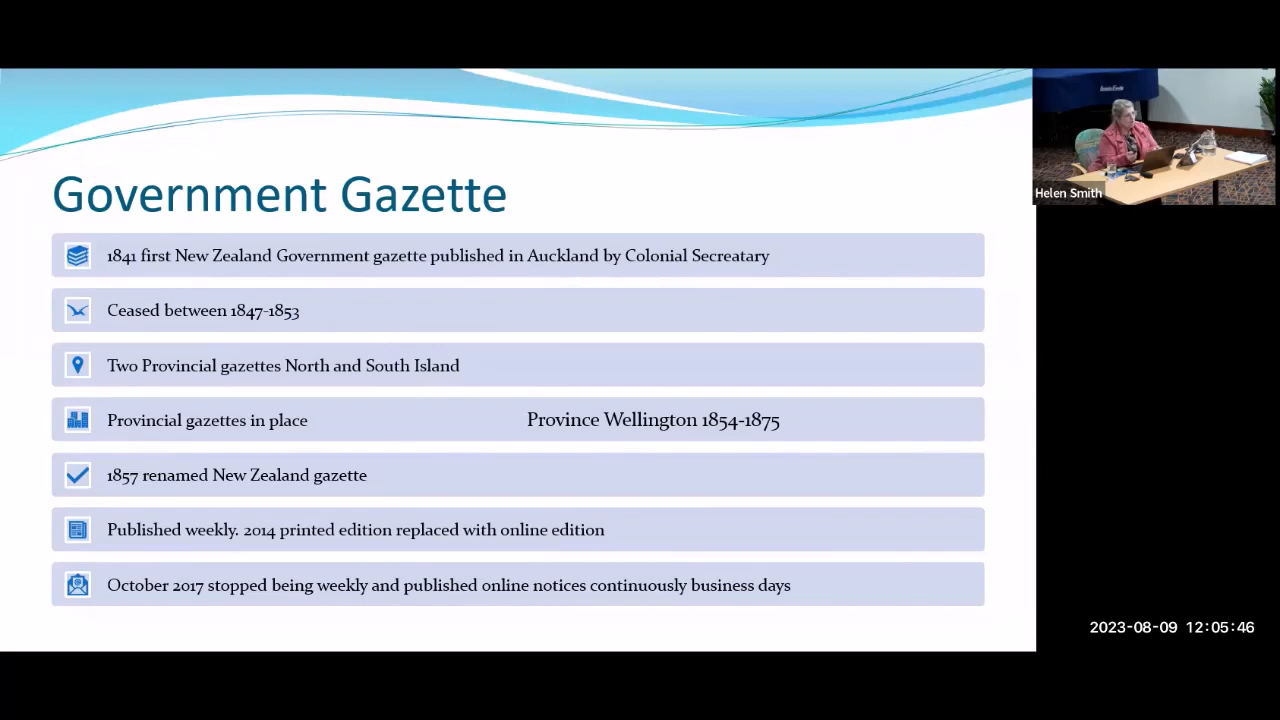 Government Gazette
1841 first New Zealand Government gazette published in Auckland by Colonial Secreatary
Ceased between 1847-1853
Two Provincial gazettes North and South Island
Provincial gazettes in place Province Wellington 1854-1875
1857 renamed New Zealand gazette
Published weekly. 2014 printed edition replaced with online edition
October 2017 stopped being weekly and published online notices continuously business days
Helen Smith
2023-08-09 12:05:46